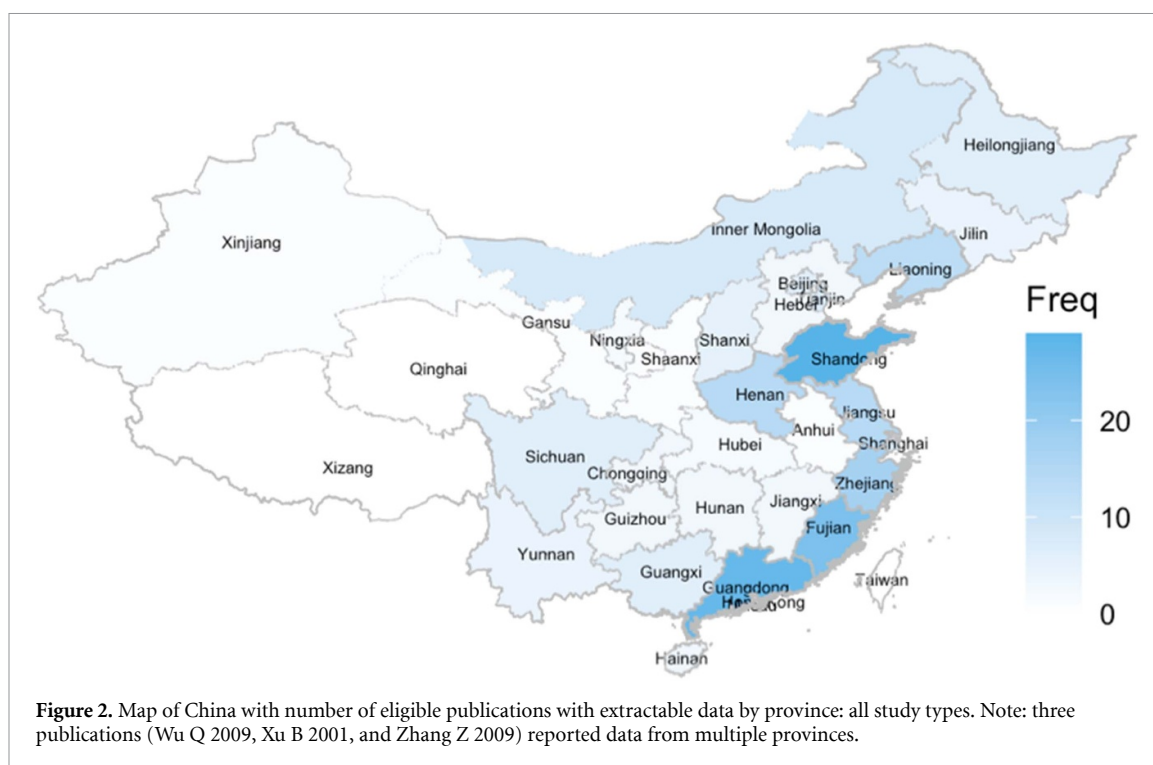 Heilongjiang
Xinjiang
inner Mongolia
Jilin
Liaoning
Beijing
Tianjin
Hebei
Freq
Gansu
Ningxia
Shaanxi
Shanxi
Shandong
Qinghai
Henan
Jiangsu
20
Anhui
Shanghai
Hubei
Sichuan
Xizang
Chongqing
Zhejiang
Hunan
Jiangxi
Guizhou
10
Fujian
Yunnan
Guangxi
Taiwan
Guangdong
0
Hainan
Figure 2. Map of China with number of eligible publications with extractable data by province: all study types. Note: three
publications (Wu Q 2009, Xu B 2001, and Zhang Z 2009) reported data from multiple provinces.